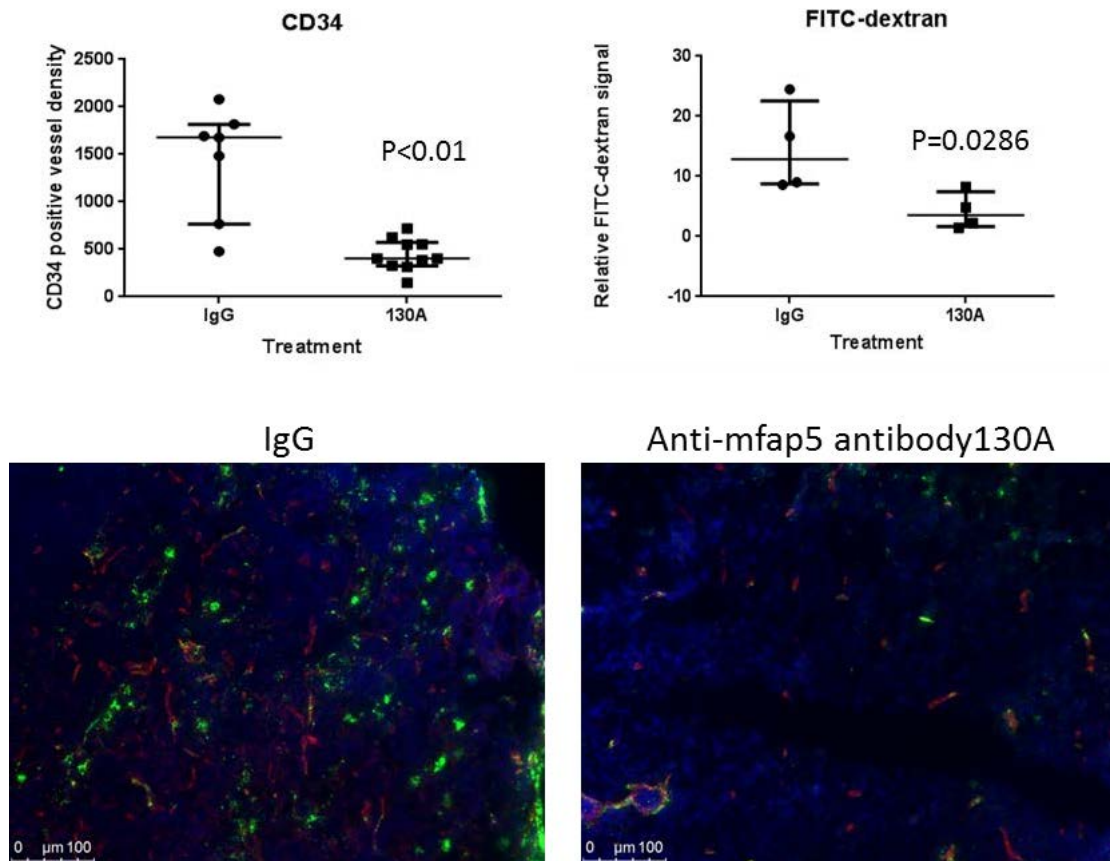 CD34
CD34 positive vessel density
2500
2000
1500
1000
500
0
P<0.01
IgG
130A
Treatment
FITC-dextran
Relative FITC-dextran signal
30
20
10
0
-10
P=0.0286
IgG
130A
Treatment
IgG
0 µm 100
Anti-mfap5 antibody130A
0 µm 100